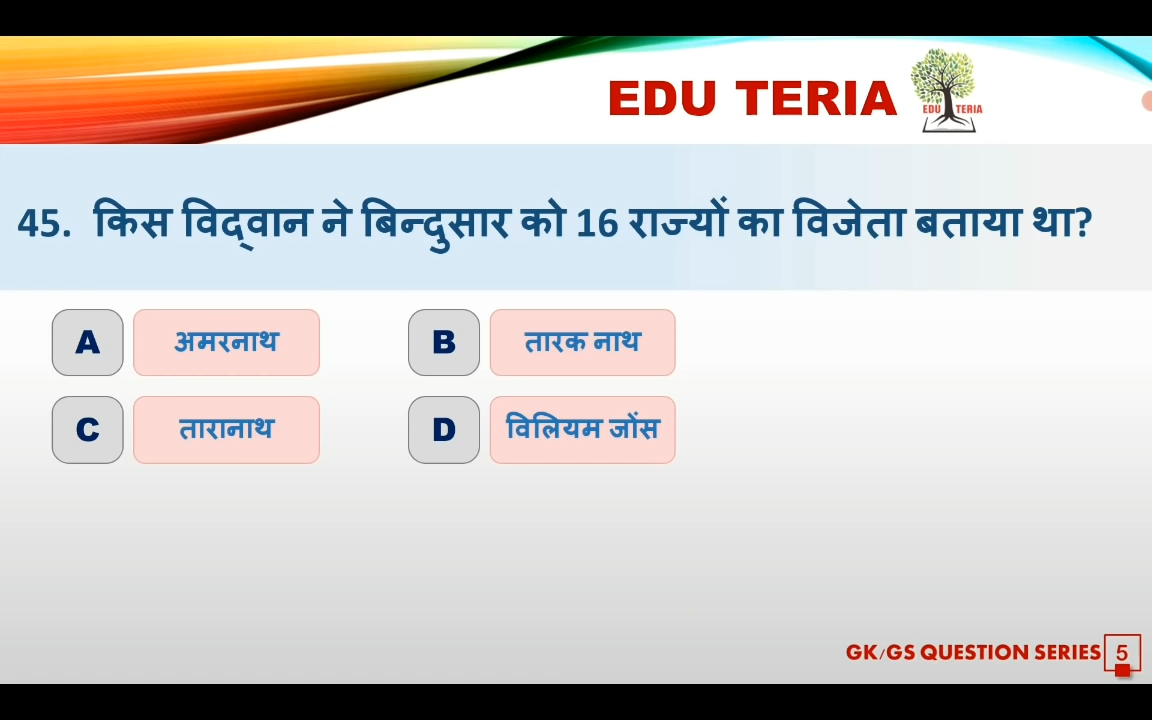 EDU TERIA
EDU TERIA
45. किस विद्वान ने बिन्दुसार को 16 राज्यों का विजेता बताया था?
A अमरनाथ B तारक नाथ
C तारानाथ D विलियम जोंस
GK/GS QUESTION SERIES 5